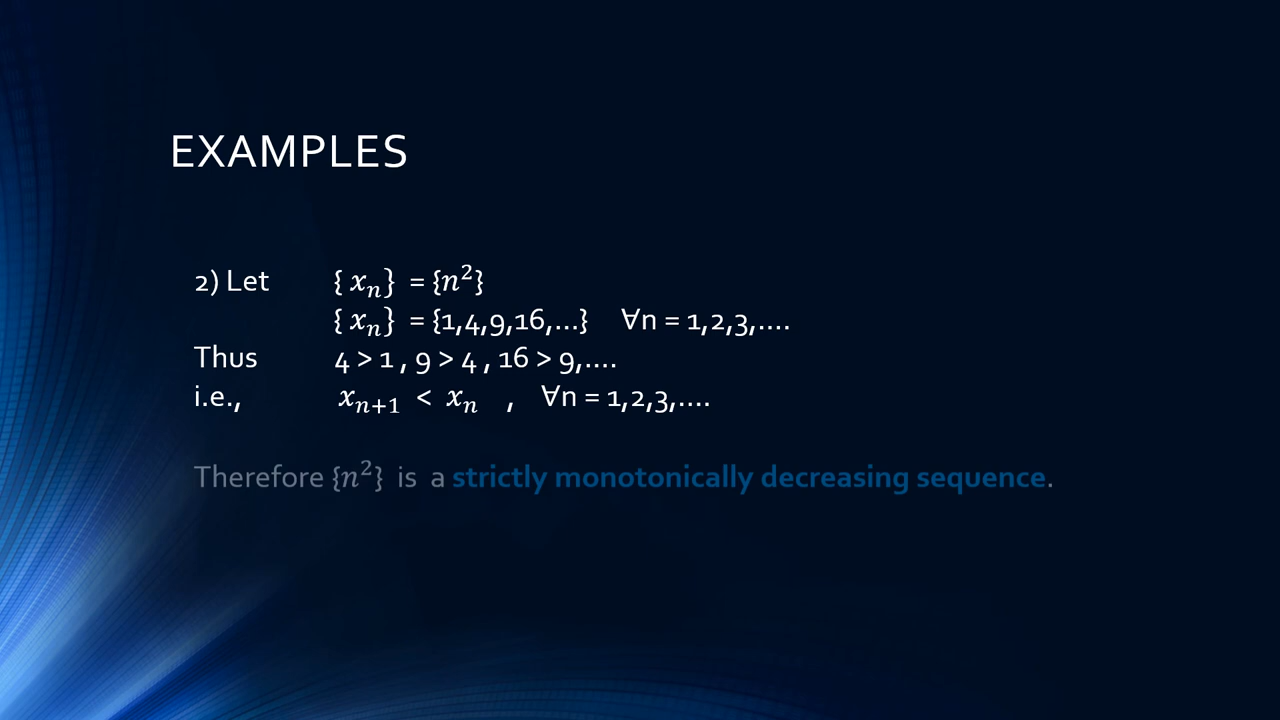 EXAMPLES
2) Let { xₙ} = {n²}
{ xₙ} = {1,4,9,16,...} ∀n = 1,2,3,....
Thus 4 > 1 , 9 > 4 , 16 > 9,....
i.e., xₙ₊₁ < xₙ , ∀n = 1,2,3,....
Therefore {n²} is a strictly monotonically decreasing sequence.